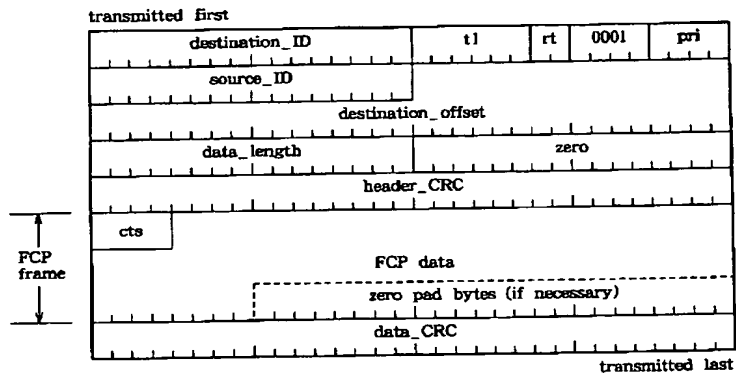 transmitted first
destination_ID tl rt 0001 pri
source_ID
destination_offset
data_length zero
header_CRC
cts
FCP frame
FCP data
zero pad bytes (if necessary)
data_CRC
transmitted last